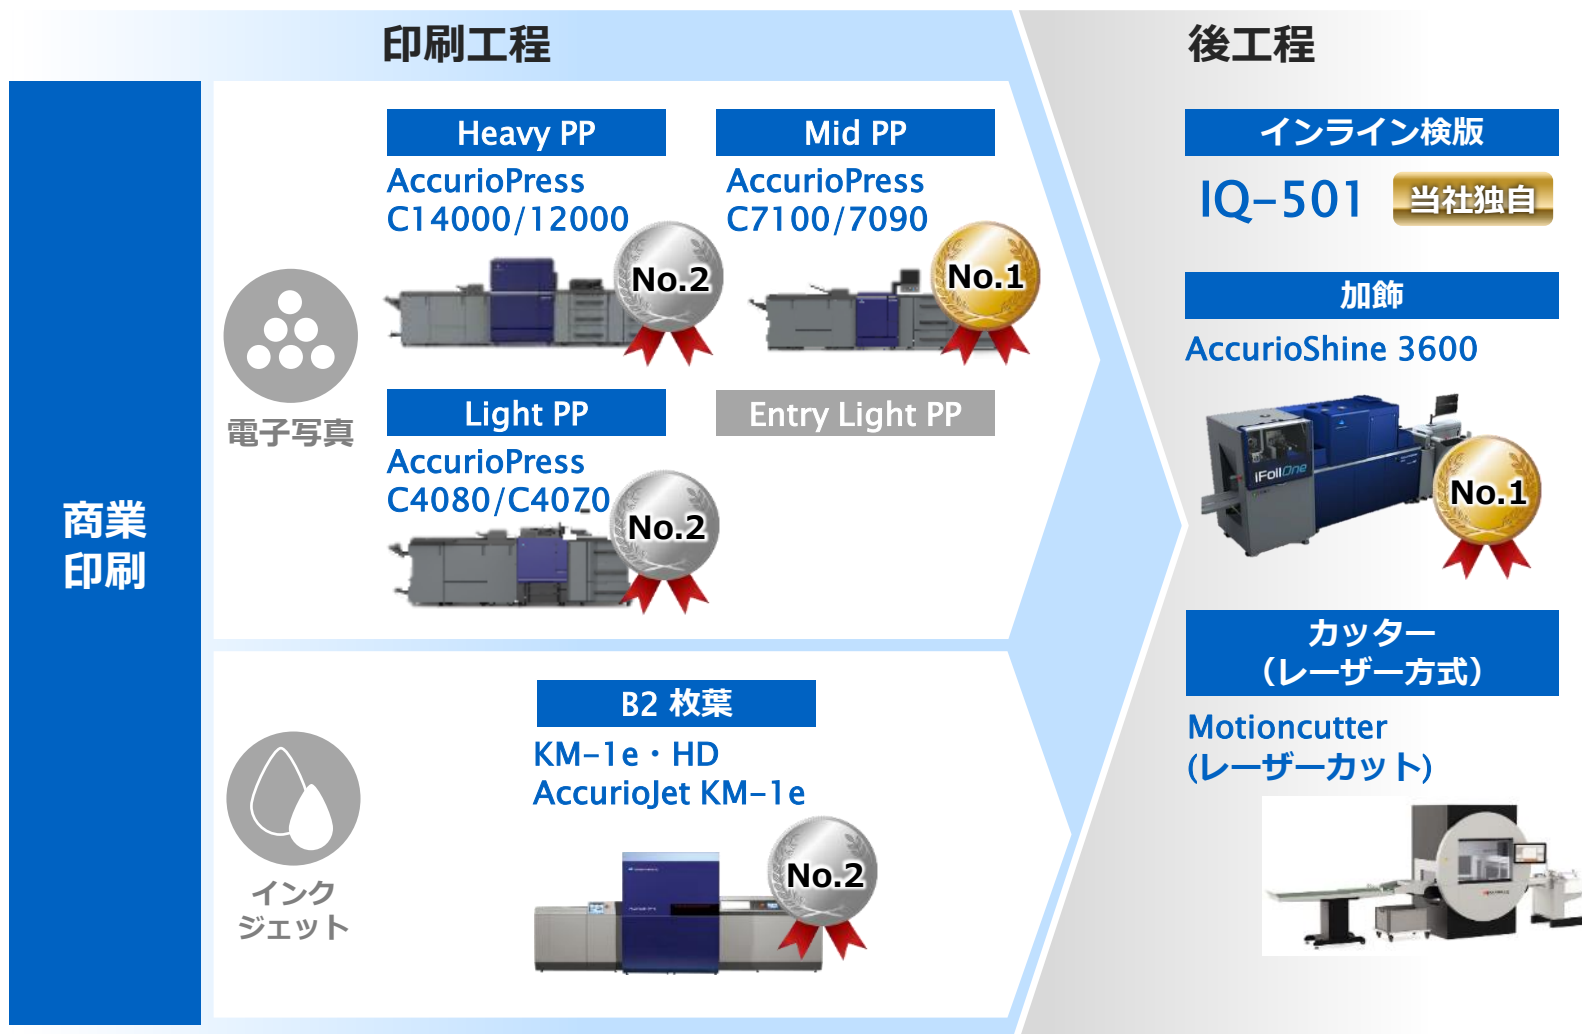 印刷工程
後工程
商業
印刷
電子写真
Heavy PP
AccurioPress
C14000/12000
No.2
Mid PP
AccurioPress
C7100/7090
No.1
Light PP
AccurioPress
C4080/C4070
No.2
Entry Light PP
インク
ジェット
B2 枚葉
KM-1e・HD
AccurioJet KM-1e
No.2
インライン検版
IQ-501
当社独自
加飾
AccurioShine 3600
iFoilOne
No.1
カッター
（レーザー方式）
Motioncutter
(レーザーカット)